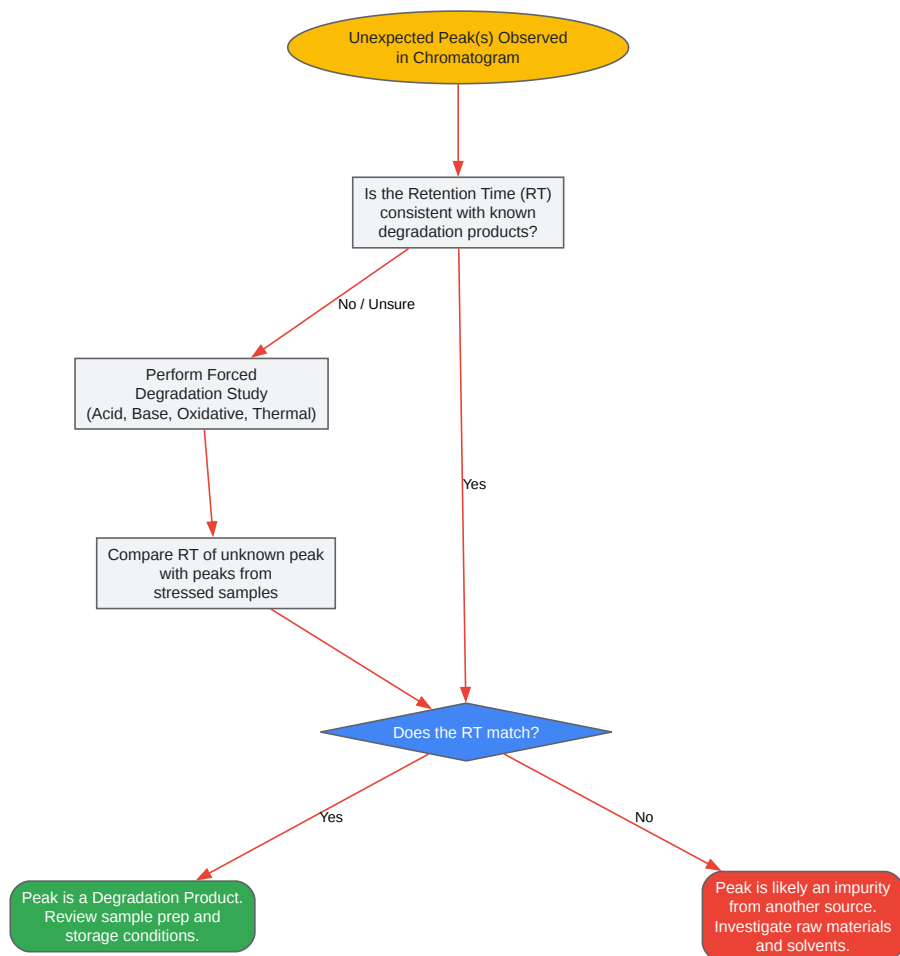 Unexpected Peak(s) Observed
in Chromatogram
Is the Retention Time (RT)
consistent with known
degradation products?
No / Unsure
Perform Forced
Degradation Study
(Acid, Base, Oxidative, Thermal)
Yes
Compare RT of unknown peak
with peaks from
stressed samples
Does the RT match?
Yes
No
Peak is a Degradation Product.
Review sample prep and
storage conditions.
Peak is likely an impurity
from another source.
Investigate raw materials
and solvents.